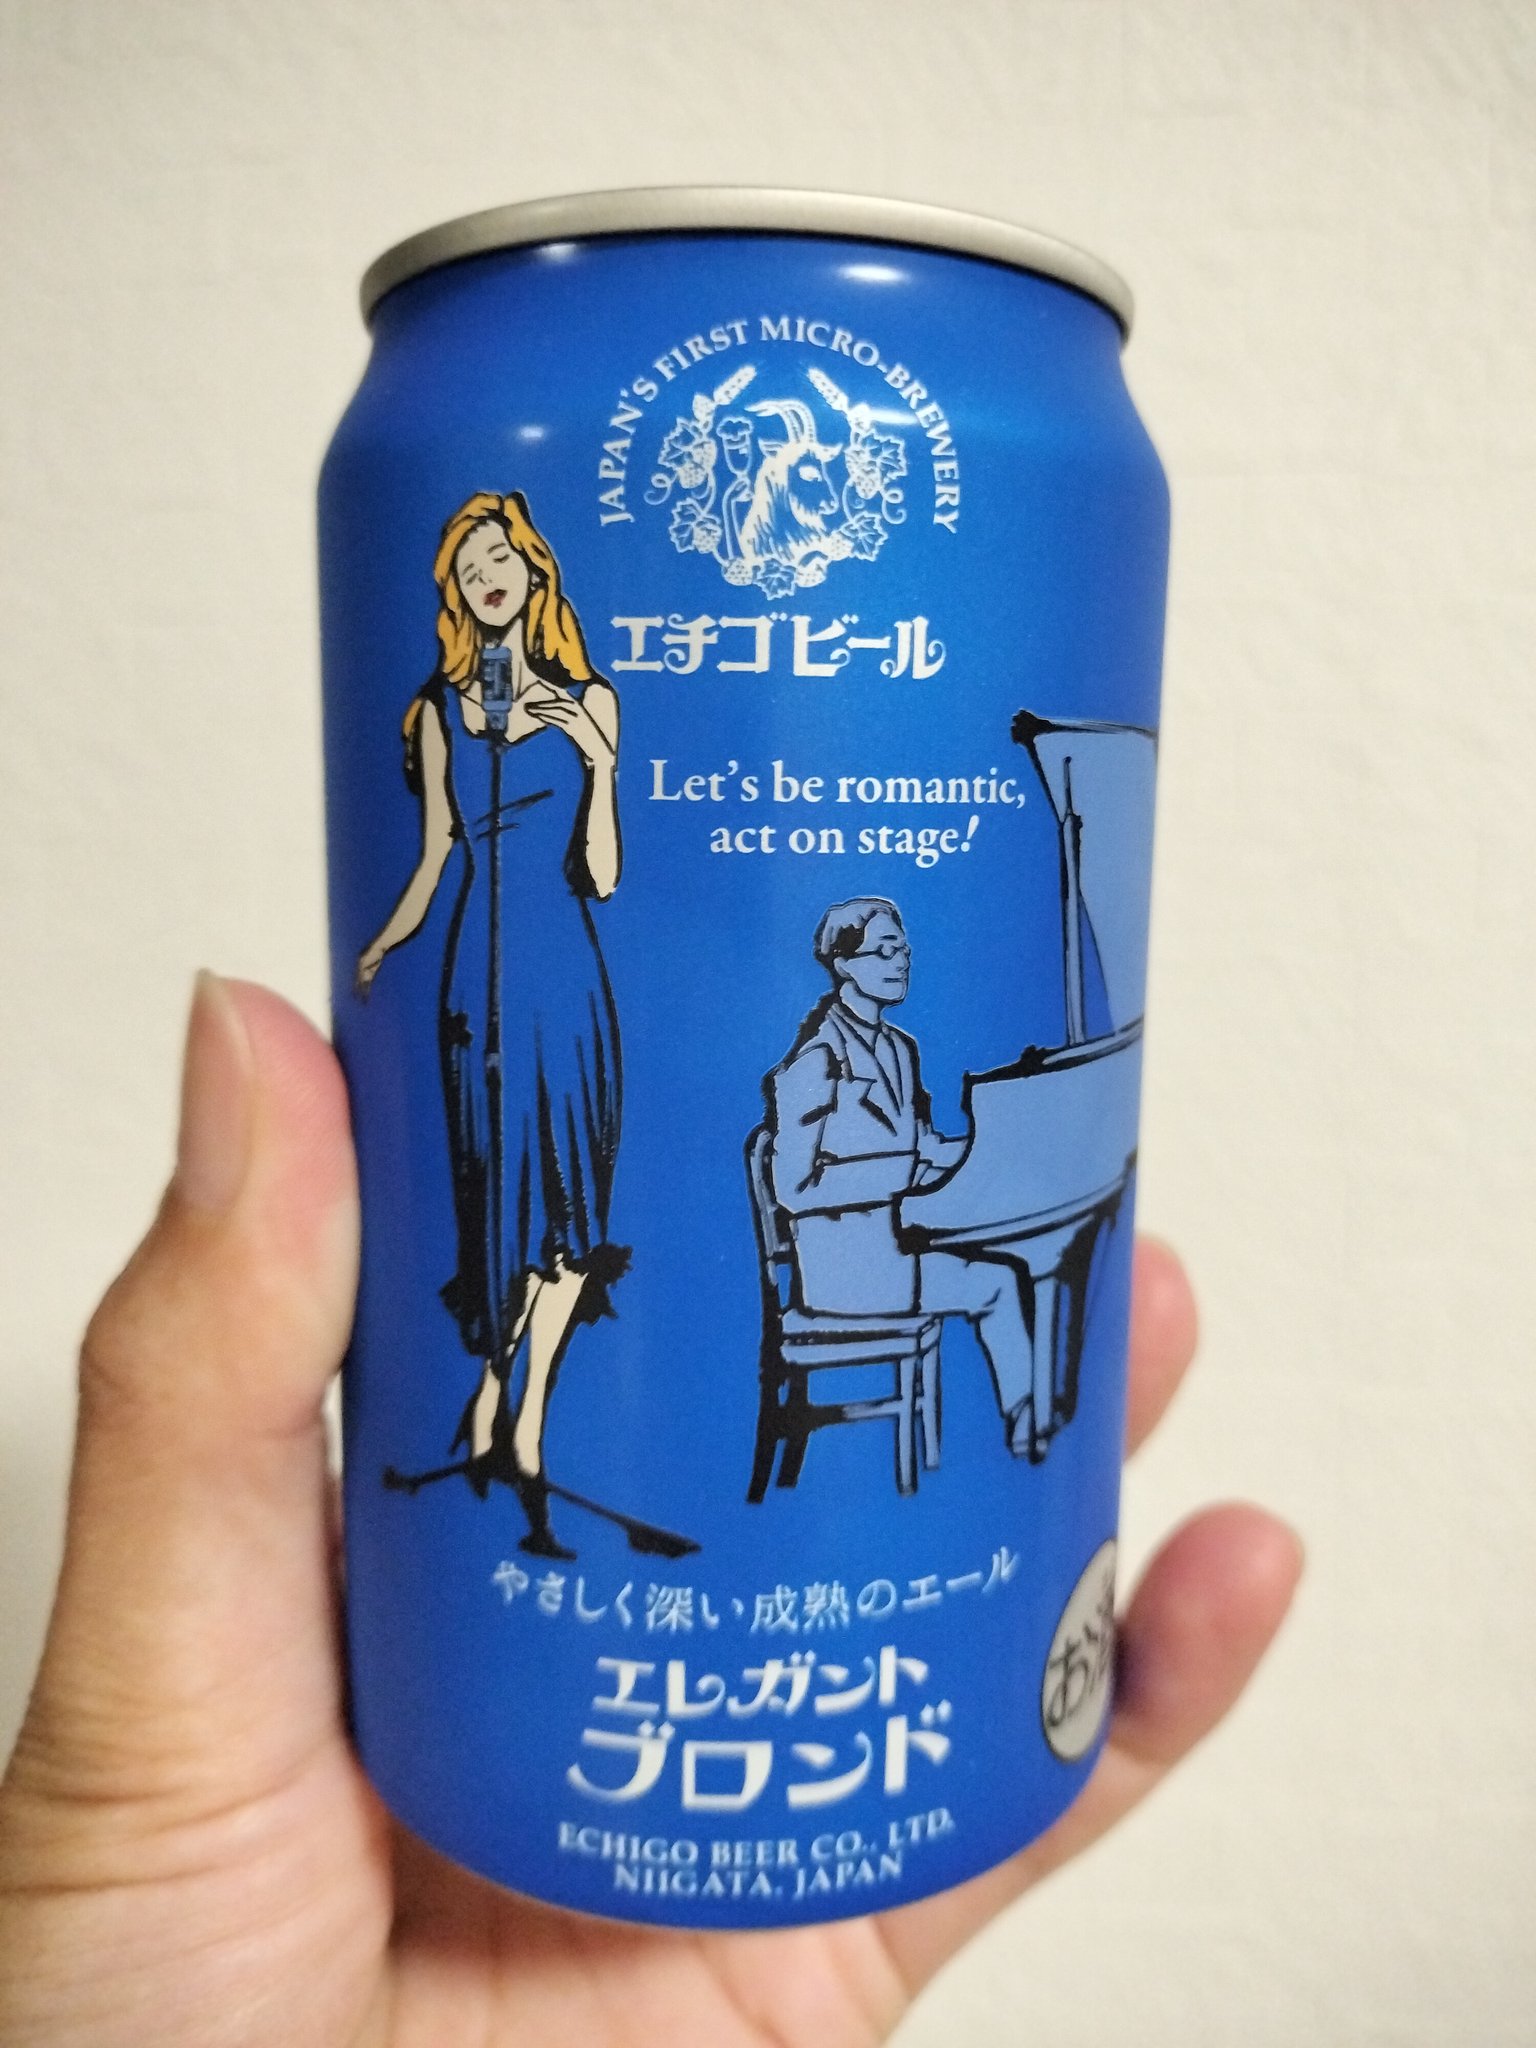 JAPAN'S FIRST MICRO-BREWERY
エチゴビール
Let's be romantic,
act on stage!
やさしく深い成熟のエール
エレガント
ブロンド
ECHIGO BEER CO., LTD.
NIIGATA, JAPAN
お